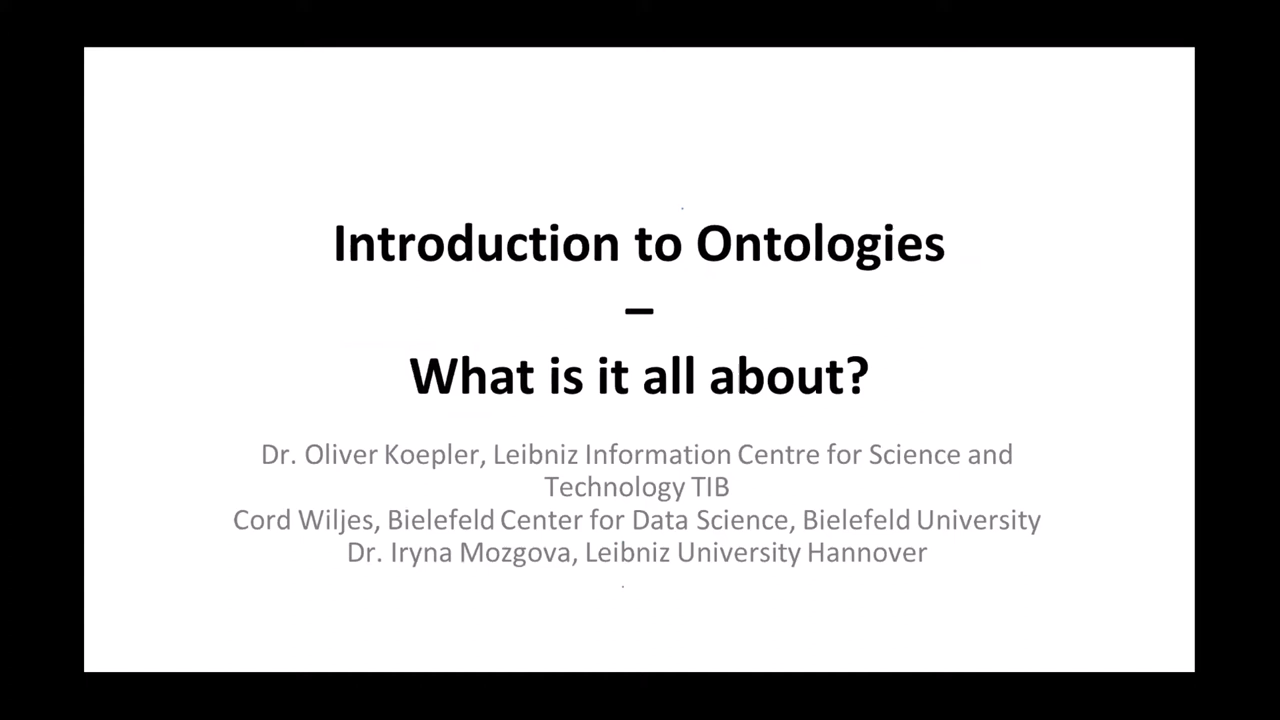 Introduction to Ontologies
–
What is it all about?
Dr. Oliver Koepler, Leibniz Information Centre for Science and
Technology TIB
Cord Wiljes, Bielefeld Center for Data Science, Bielefeld University
Dr. Iryna Mozgova, Leibniz University Hannover